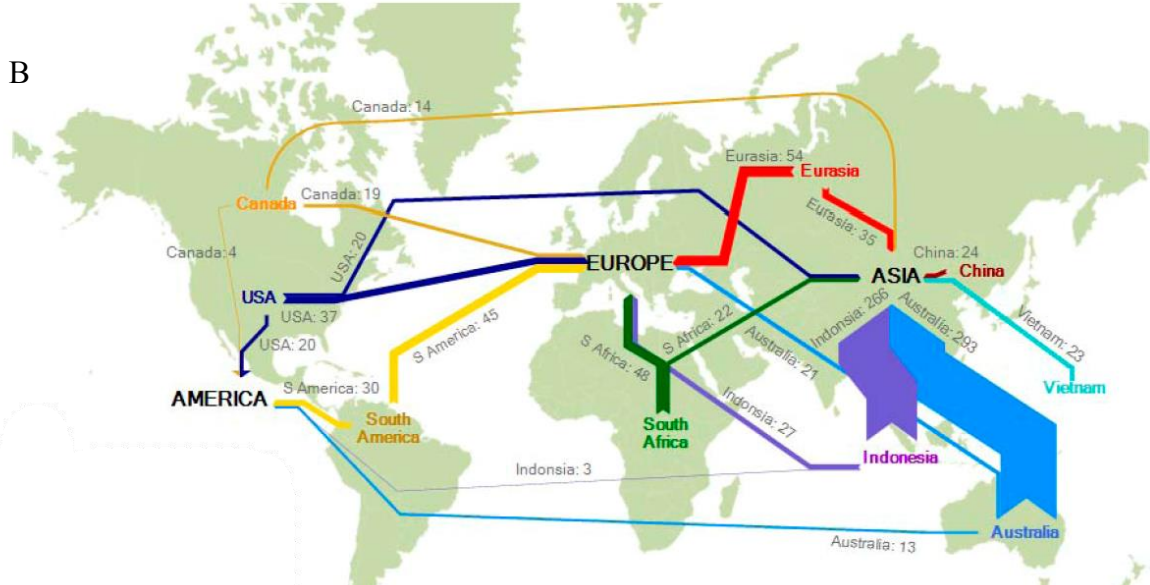 B
Canada: 14
Eurasia: 54
Eurasia
Canada: 19
Canada
Eurasia: 35
Canada: 4
USA: 20
China: 24
EUROPE
ASIA
China
USA
USA: 37
Indonsia: 266
Australia: 293
S Africa: 22
S America: 45
Vietnam: 23
USA: 20
S Africa: 48
Australia: 21
S America: 30
Vietnam
AMERICA
South
America
Indonsia: 27
South
Africa
Indonesia
Indonsia: 3
Australia
Australia: 13